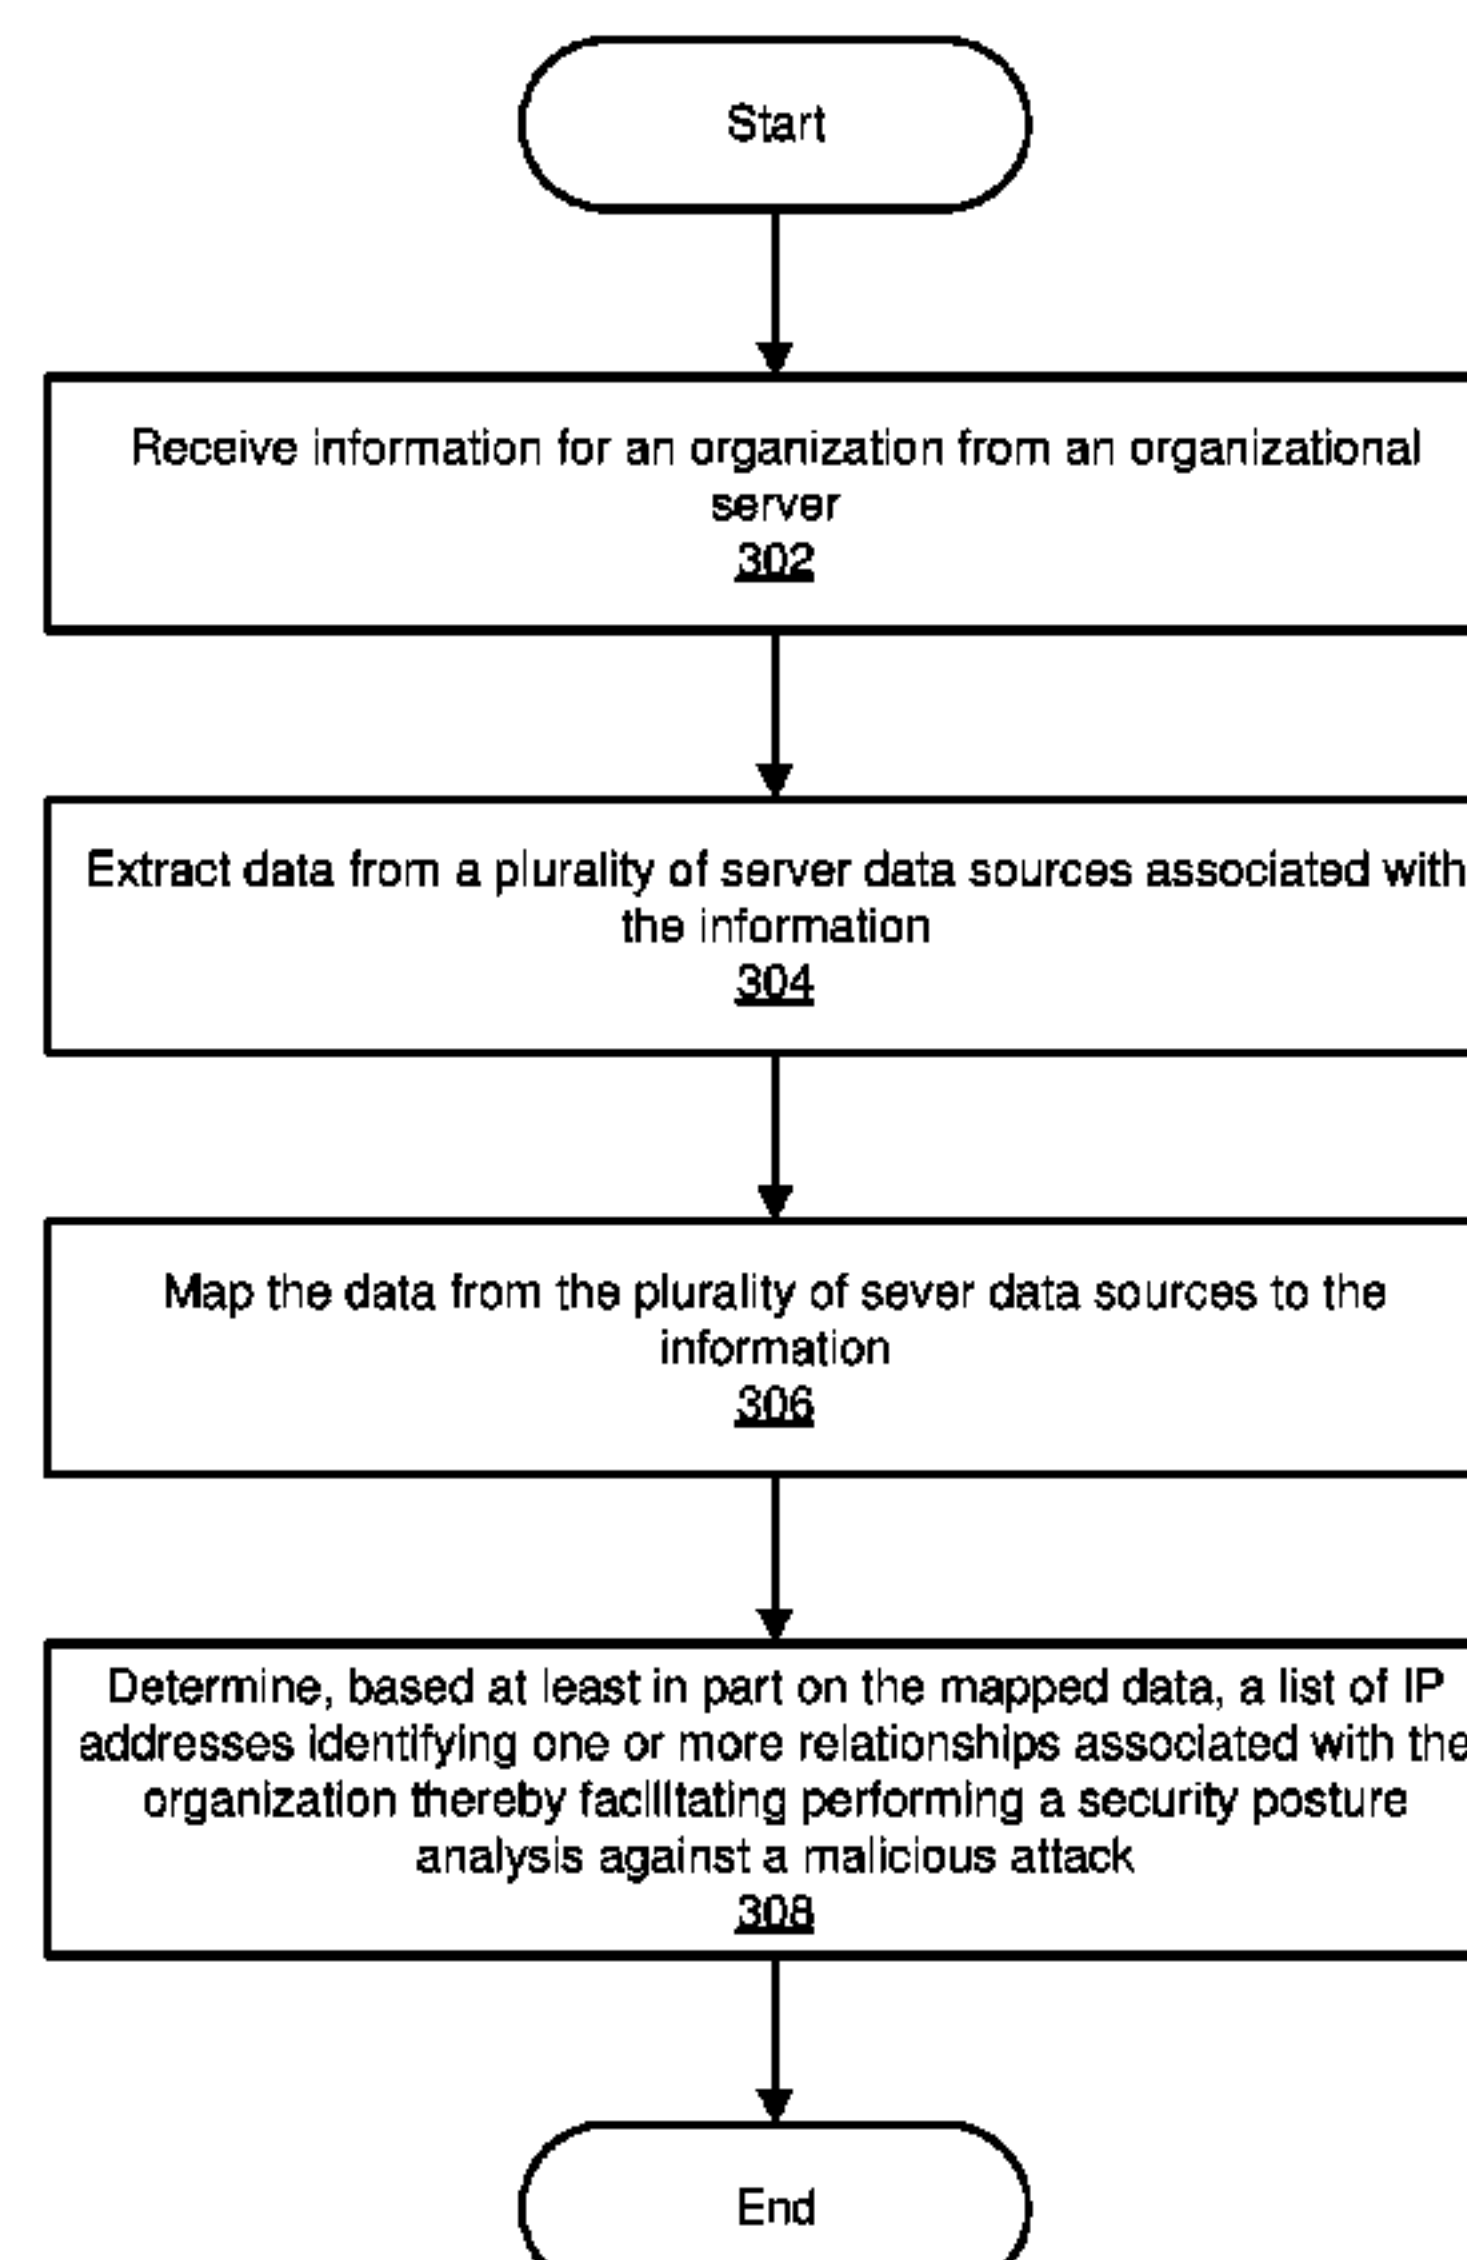 Start
Receive information for an organization from an organizational
server
302
Extract data from a plurality of server data sources associated with
the information
304
Map the data from the plurality of sever data sources to the
information
306
Determine, based at least in part on the mapped data, a list of IP
addresses identifying one or more relationships associated with the
organization thereby facilitating performing a security posture
analysis against a malicious attack
308
End